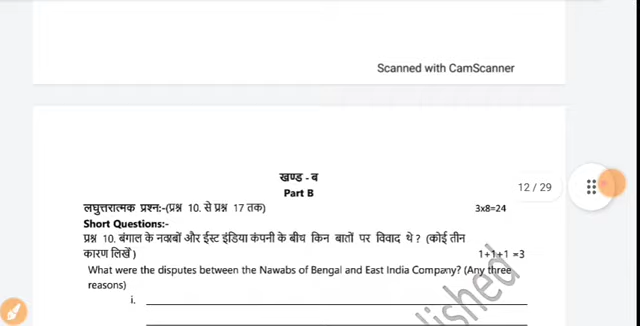 Scanned with CamScanner
खण्ड - ब
Part B
12 / 29
लघुत्तरात्मक प्रश्न:-(प्रश्न 10. से प्रश्न 17 तक) 3x8=24
Short Questions:-
प्रश्न 10. बंगाल के नवाबों और ईस्ट इंडिया कंपनी के बीच किन बातों पर विवाद थे ? (कोई तीन
कारण लिखें ) 1+1+1 =3
What were the disputes between the Nawabs of Bengal and East India Company? (Any three
reasons)
i.